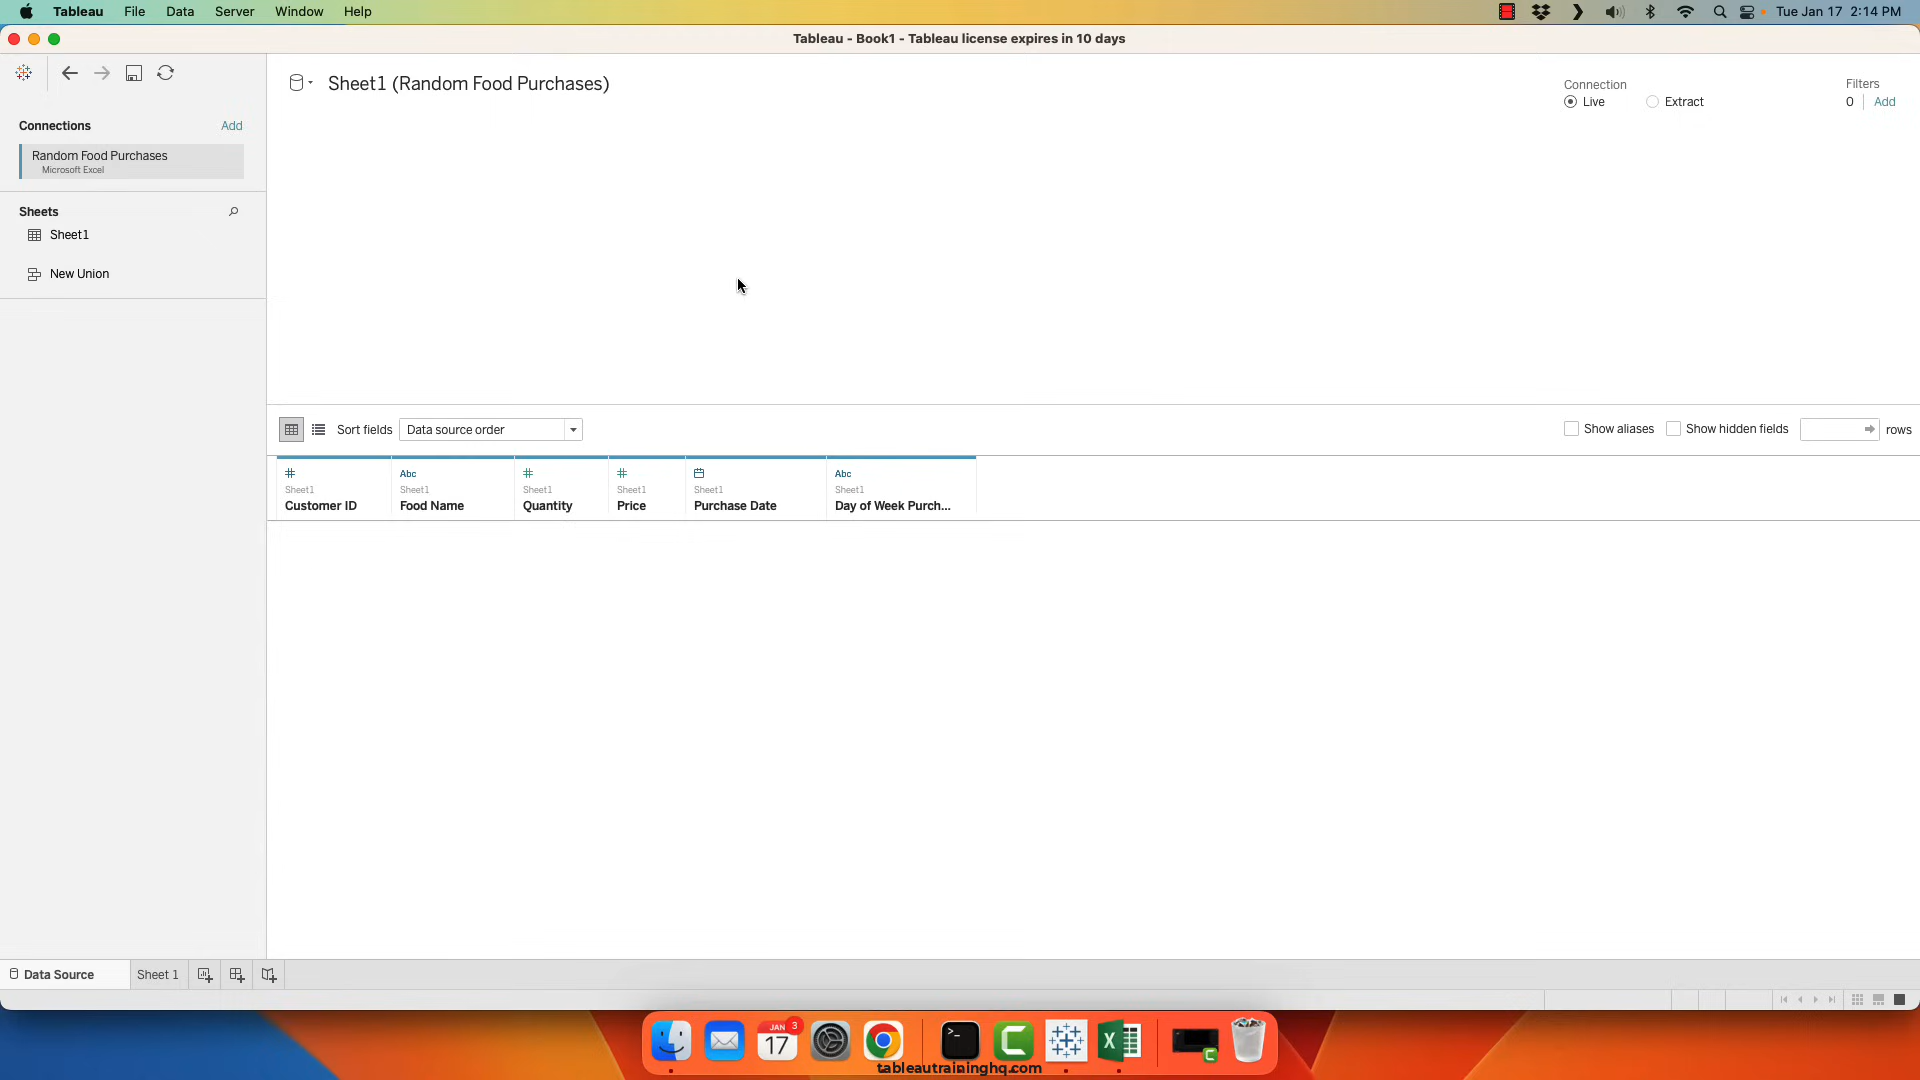 Tableau File Data Server Window Help
Tue Jan 17 2:14 PM
Tableau - Book1 - Tableau license expires in 10 days
Sheet1 (Random Food Purchases)
Connection
Live
Extract
Filters
0
Add
Connections
Add
Random Food Purchases
Microsoft Excel
Sheets
Sheet1
New Union
Sort fields
Data source order
Show aliases
Show hidden fields
rows
Abc
Abc
Sheet1
Sheet1
Sheet1
Sheet1
Sheet1
Sheet1
Customer ID
Food Name
Quantity
Price
Purchase Date
Day of Week Purch...
Data Source
Sheet 1
JAN
3
17
tableautraininghq.com